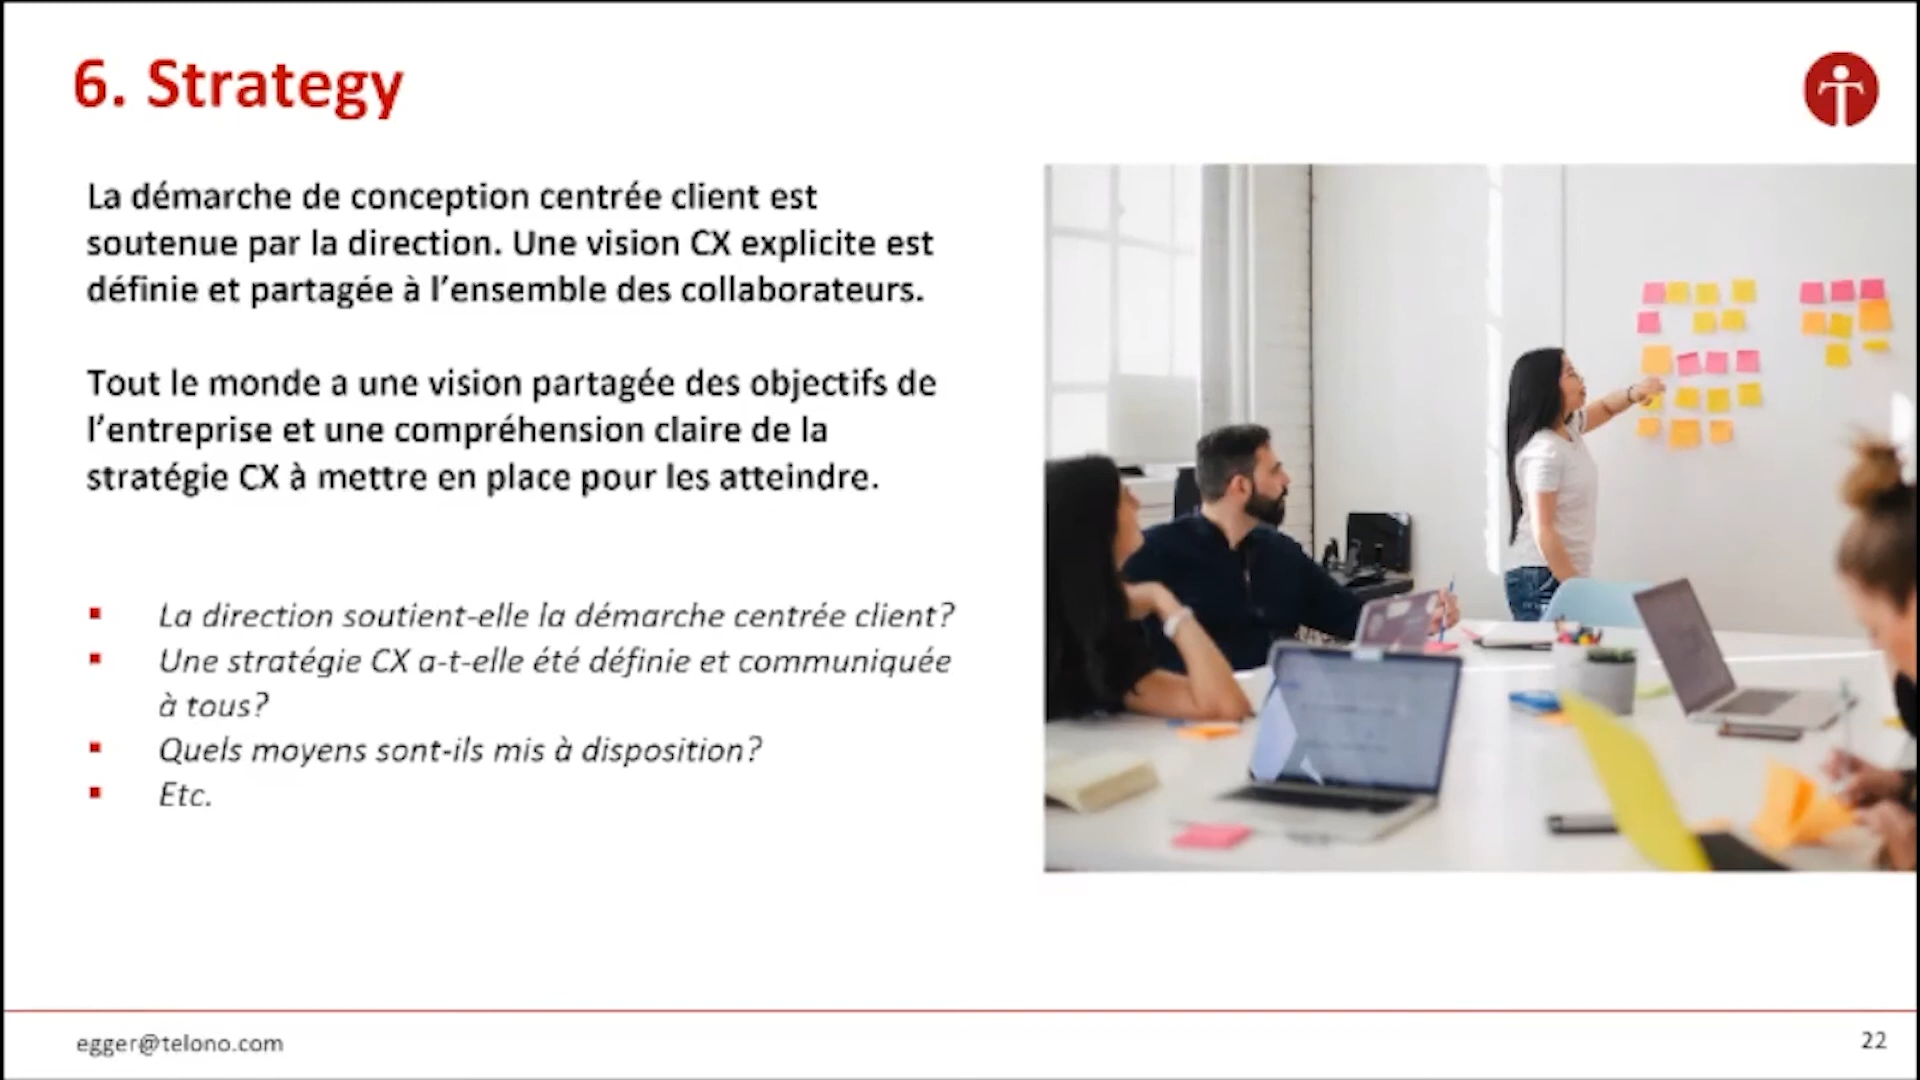 6. Strategy
La démarche de conception centrée client est
soutenue par la direction. Une vision CX explicite est
définie et partagée à l'ensemble des collaborateurs.
Tout le monde a une vision partagée des objectifs de
l'entreprise et une compréhension claire de la
stratégie CX à mettre en place pour les atteindre.
▪ La direction soutient-elle la démarche centrée client?
▪ Une stratégie CX a-t-elle été définie et communiquée
à tous?
▪ Quels moyens sont-ils mis à disposition?
▪ Etc.
egger@telono.com
22